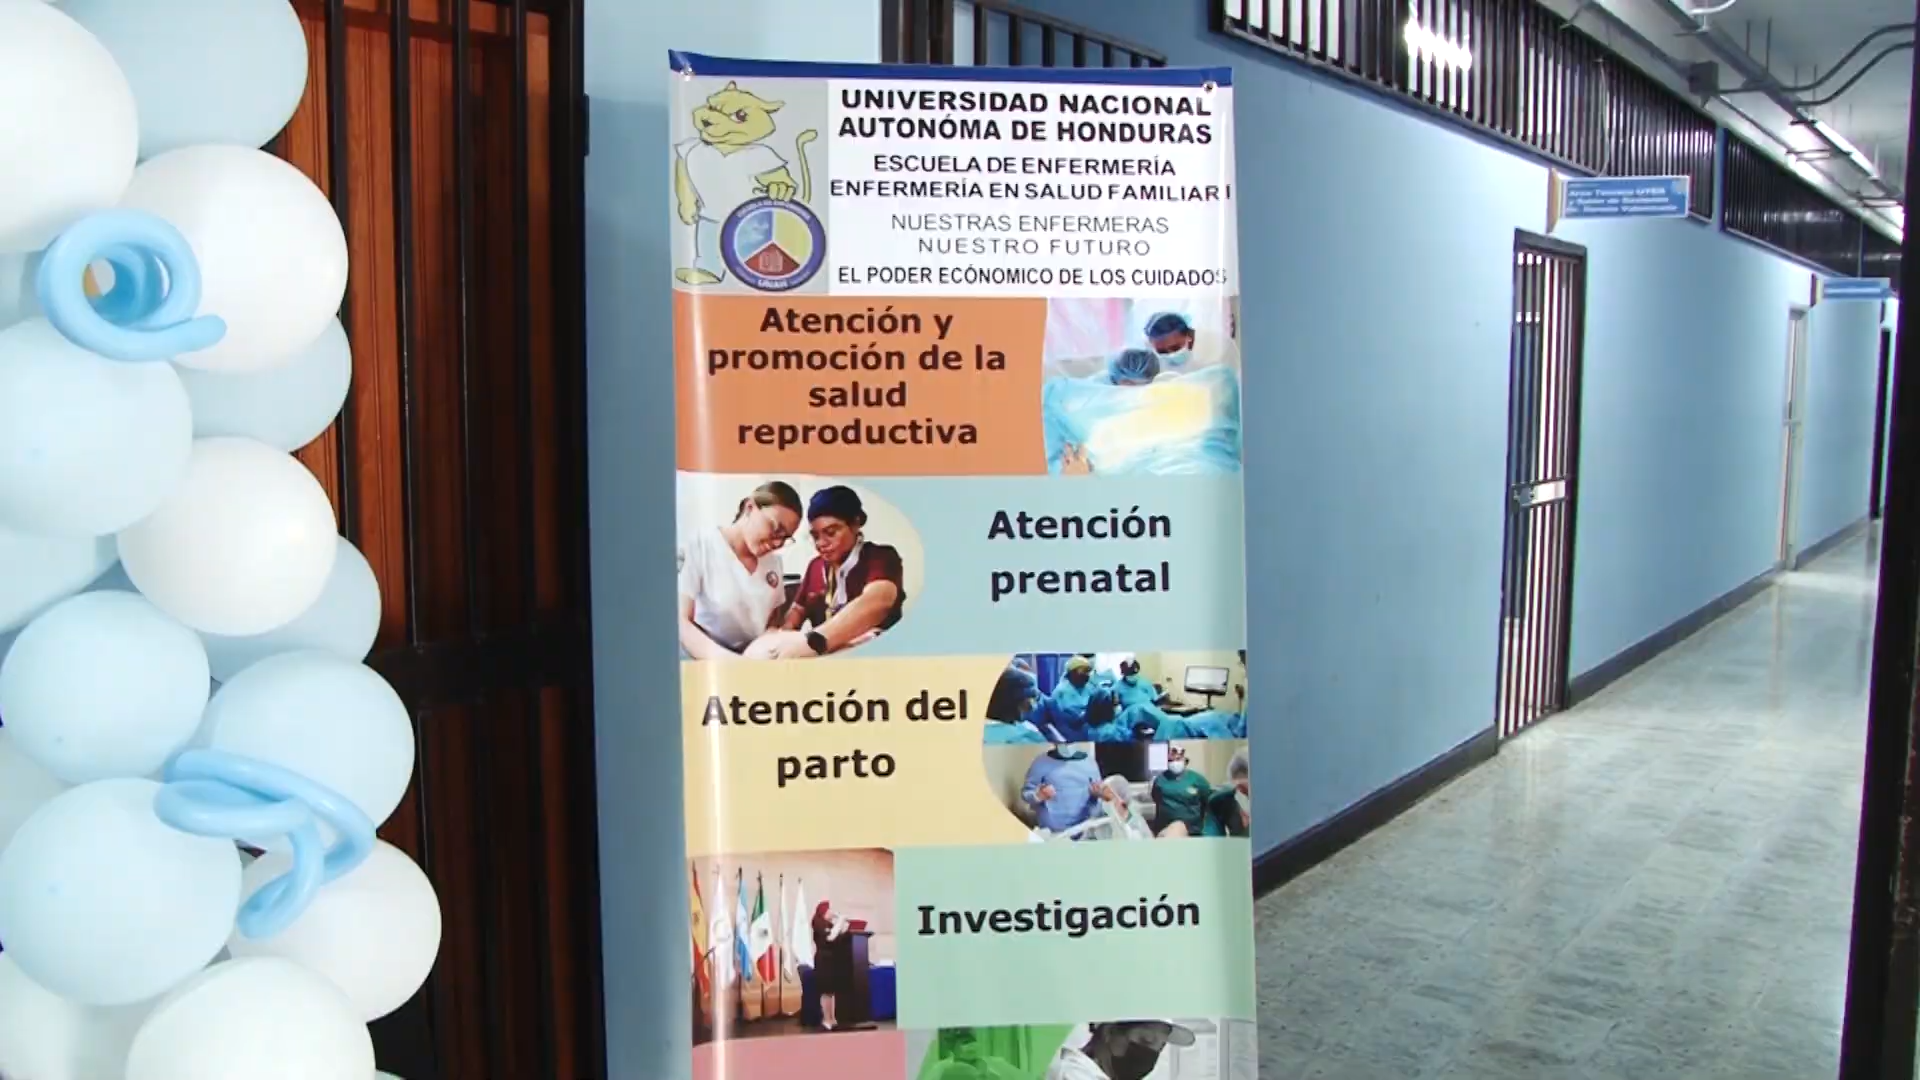 UNIVERSIDAD NACIONAL
AUTONÓMA DE HONDURAS
ESCUELA DE ENFERMERÍA
ENFERMERÍA EN SALUD FAMILIAR I
NUESTRAS ENFERMERAS
NUESTRO FUTURO
EL PODER ECÓNOMICO DE LOS CUIDADOS
UNAH
Atención y
promoción de la
salud
reproductiva
Atención
prenatal
Atención del
parto
Investigación